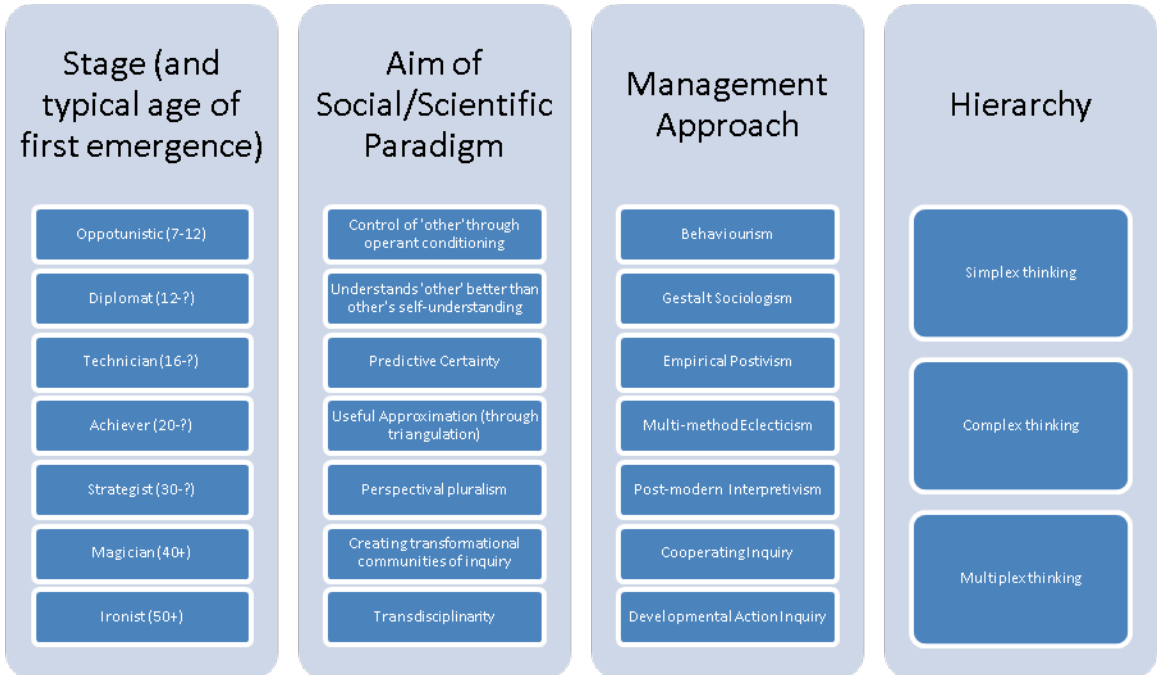 Stage (and
typical age of
first emergence)
Oppotunistic (7-12)
Diplomat (12-?)
Technician (16-?)
Achiever (20-?)
Strategist (30-?)
Magician (40+)
Ironist (50+)
Aim of
Social/Scientific
Paradigm
Control of 'other' through
operant conditioning
Understands 'other' better than
other's self-understanding
Predictive Certainty
Useful Approximation (through
triangulation)
Perspectival pluralism
Creating transformational
communities of inquiry
Transdisciplinarity
Management
Approach
Behaviourism
Gestalt Sociologism
Empirical Postivism
Multi-method Eclecticism
Post-modern Interpretivism
Cooperating Inquiry
Developmental Action Inquiry
Hierarchy
Simplex thinking
Complex thinking
Multiplex thinking